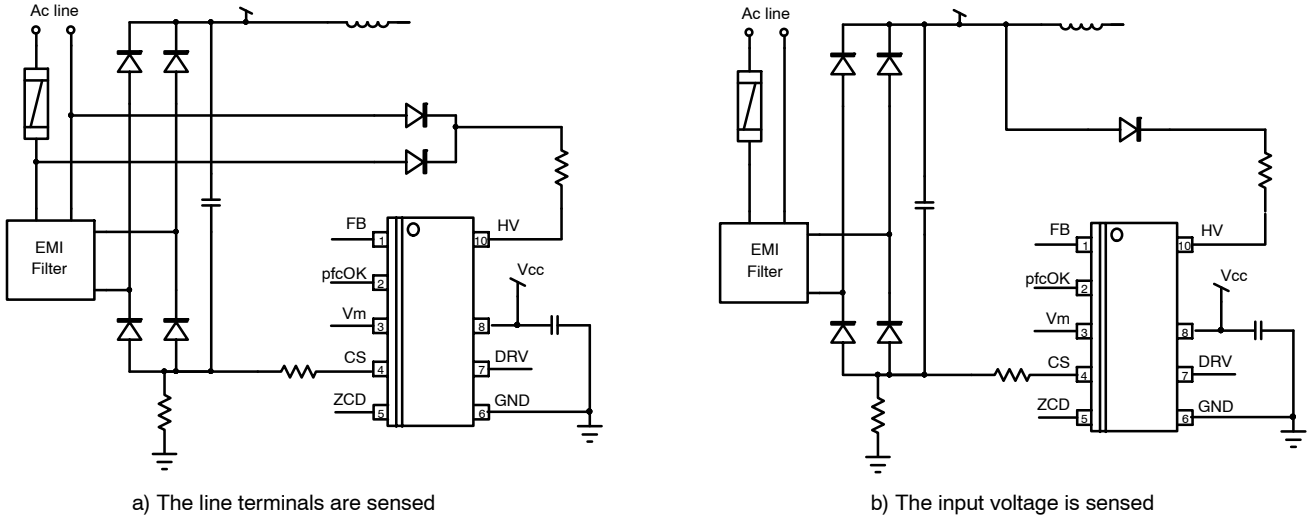 Ac line
EMI
Filter
FB
1
pfcOK
2
Vm
3
CS
4
ZCD
5
HV
10
Vcc
8
DRV
7
GND
6
a) The line terminals are sensed
Ac line
EMI
Filter
FB
1
pfcOK
2
Vm
3
CS
4
ZCD
5
HV
10
Vcc
8
DRV
7
GND
6
b) The input voltage is sensed